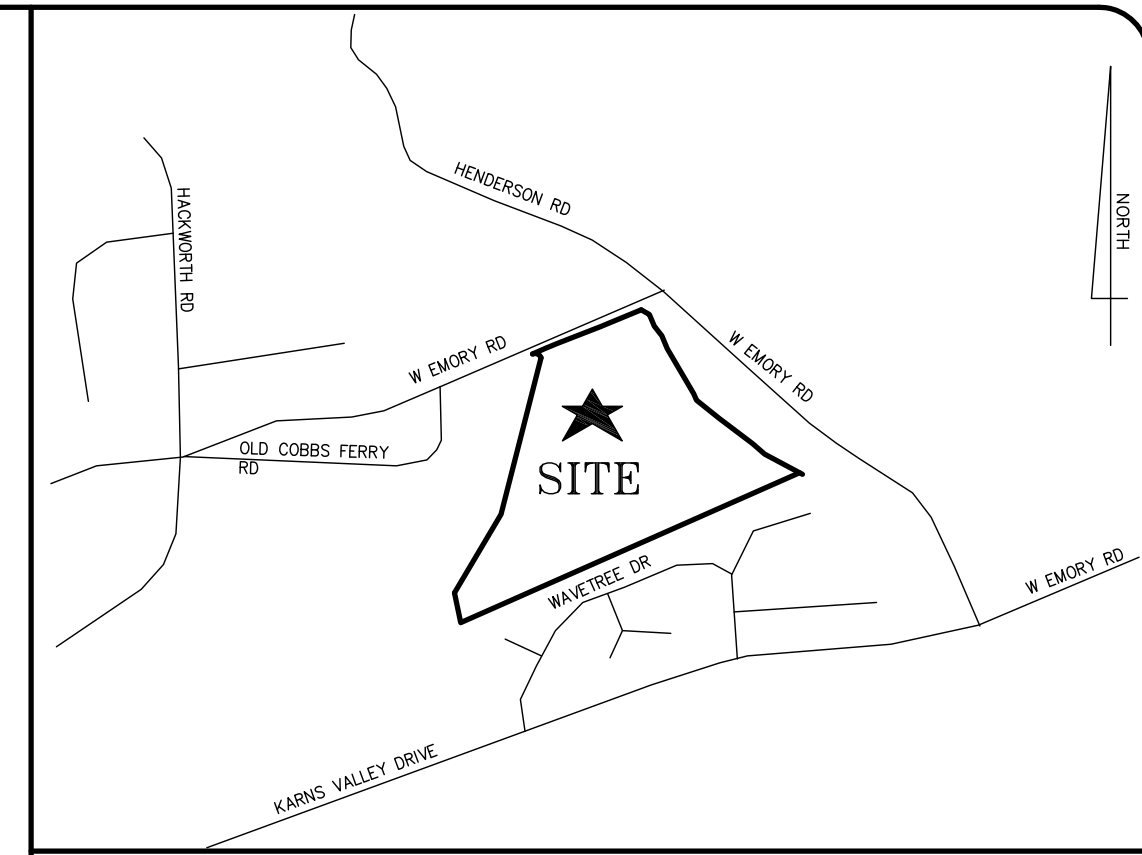 HENDERSON RD
HACKWORTH RD
NORTH
W EMORY RD
W EMORY RD
OLD COBBS FERRY
RD
SITE
WAVETREE DR
W EMORY RD
KARNS VALLEY DRIVE